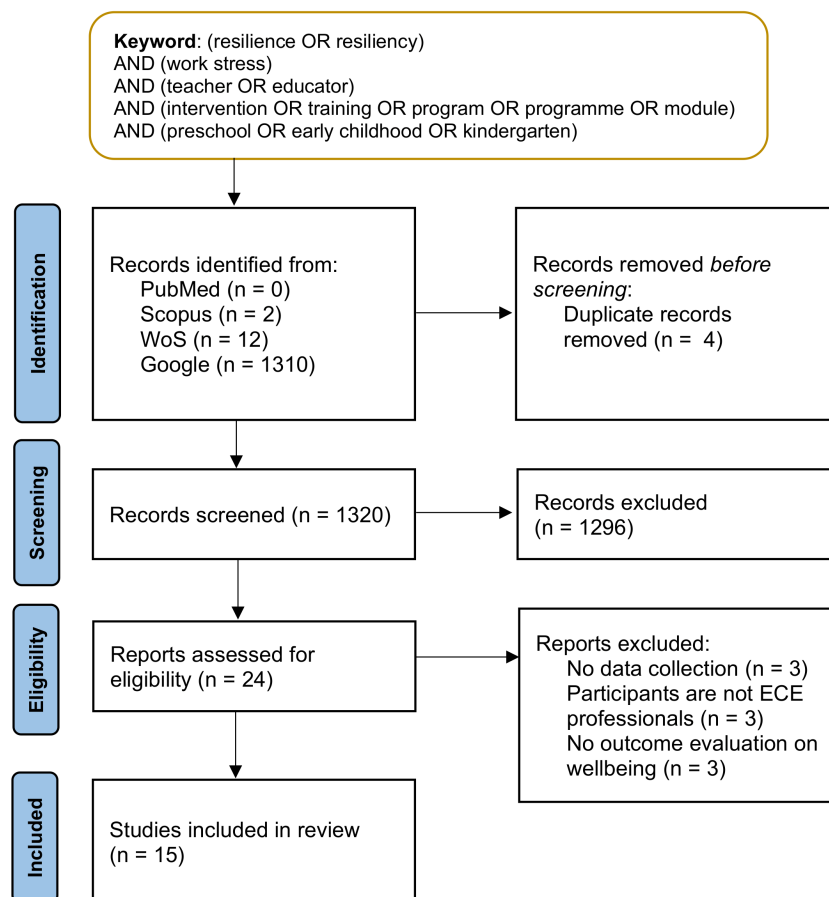 Keyword: (resilience OR resiliency)
AND (work stress)
AND (teacher OR educator)
AND (intervention OR training OR program OR programme OR module)
AND (preschool OR early childhood OR kindergarten)
Identification
Records identified from:
PubMed (n = 0)
Scopus (n = 2)
WoS (n = 12)
Google (n = 1310)
Records removed before
screening:
Duplicate records
removed (n =  4)
Screening
Records screened (n = 1320)
Records excluded
(n = 1296)
Eligibility
Reports assessed for
eligibility (n = 24)
Reports excluded:
No data collection (n = 3)
Participants are not ECE
professionals (n = 3)
No outcome evaluation on
wellbeing (n = 3)
Included
Studies included in review
(n = 15)